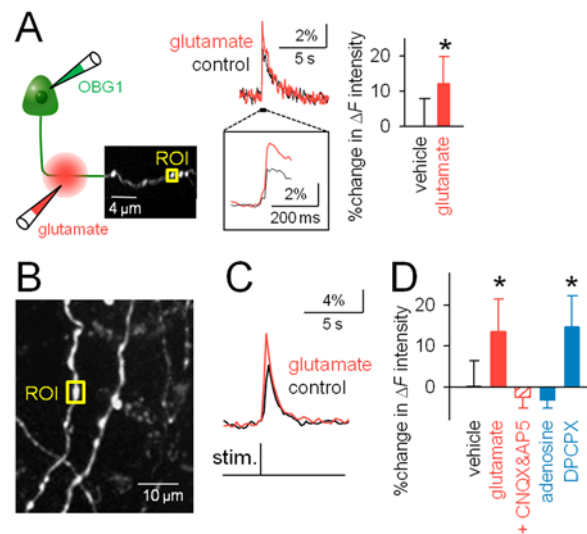 A
OBG1
glutamate
ROI
4 µm
glutamate
control
2%
5 s
2%
200 ms
%change in ΔF intensity
20
10
0
*
vehicle
glutamate
B
ROI
10 µm
C
4%
5 s
glutamate
control
stim.
D
%change in ΔF intensity
20
10
0
*
*
vehicle
glutamate
+ CNQX&AP5
adenosine
DPCPX